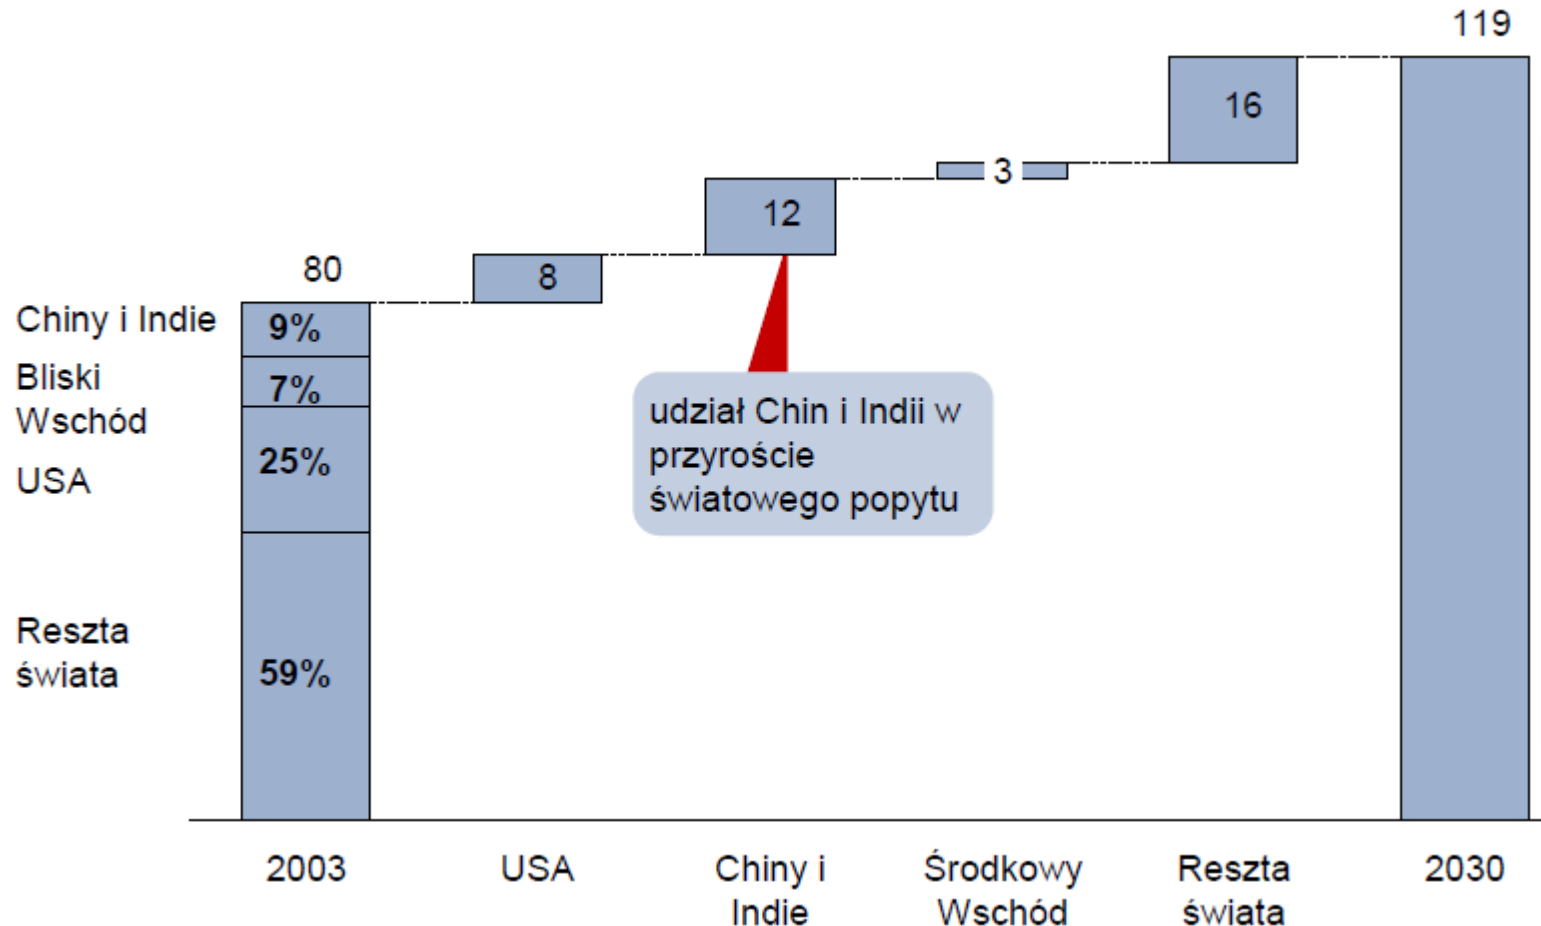 119
16
3
12
80
8
Chiny i Indie
9%
Bliski
Wschód
7%
USA
25%
udział Chin i Indii w
przyroście
światowego popytu
Reszta
świata
59%
2003
USA
Chiny i
Indie
Środkowy
Wschód
Reszta
świata
2030